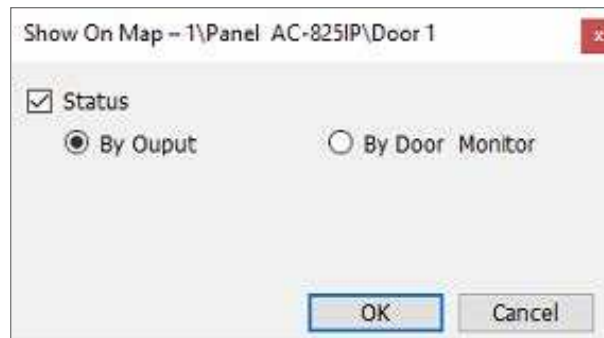 Show On Map – 1\Panel AC-825IP\Door 1
x
Status
By Ouput By Door Monitor
OK Cancel